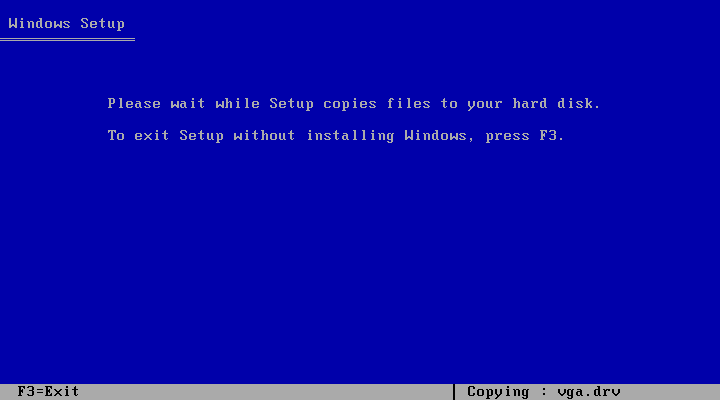 Windows Setup
Please wait while Setup copies files to your hard disk.
To exit Setup without installing Windows, press F3.
F3=Exit | Copying : vga.drv